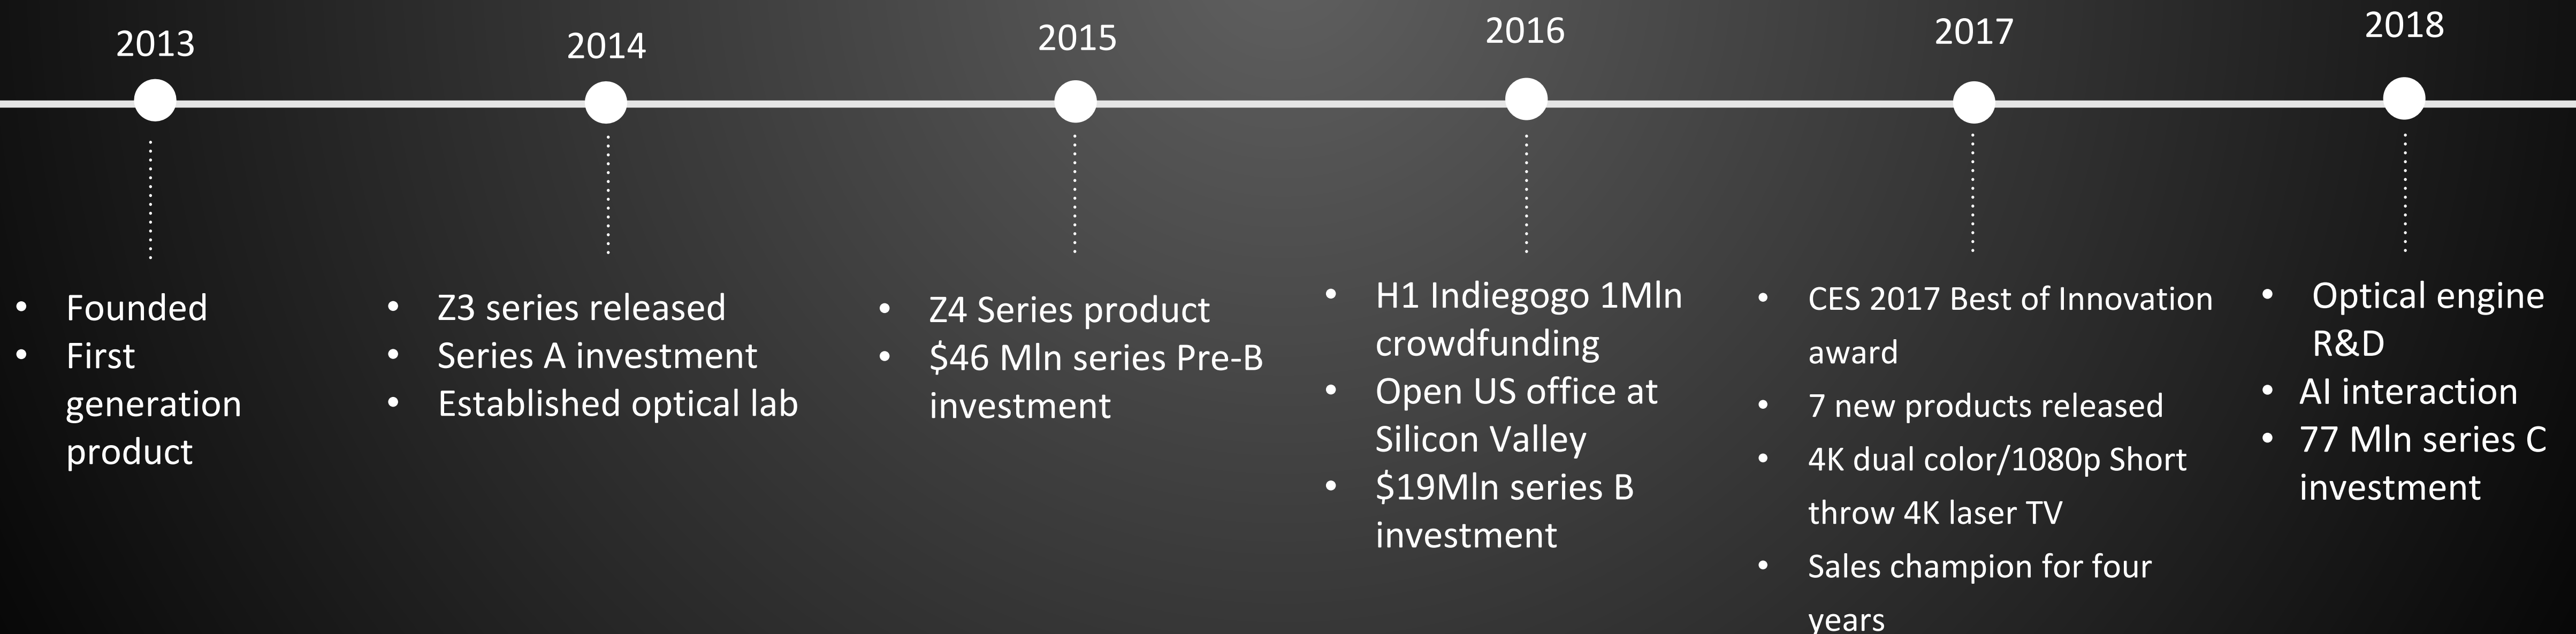 2013
• Founded
• First
generation
product
2014
• Z3 series released
• Series A investment
• Established optical lab
2015
• Z4 Series product
• $46 Mln series Pre-B
investment
2016
• H1 Indiegogo 1Mln
crowdfunding
• Open US office at
Silicon Valley
• $19Mln series B
investment
2017
• CES 2017 Best of Innovation
award
• 7 new products released
• 4K dual color/1080p Short
throw 4K laser TV
• Sales champion for four
years
2018
• Optical engine
R&D
• AI interaction
• 77 Mln series C
investment